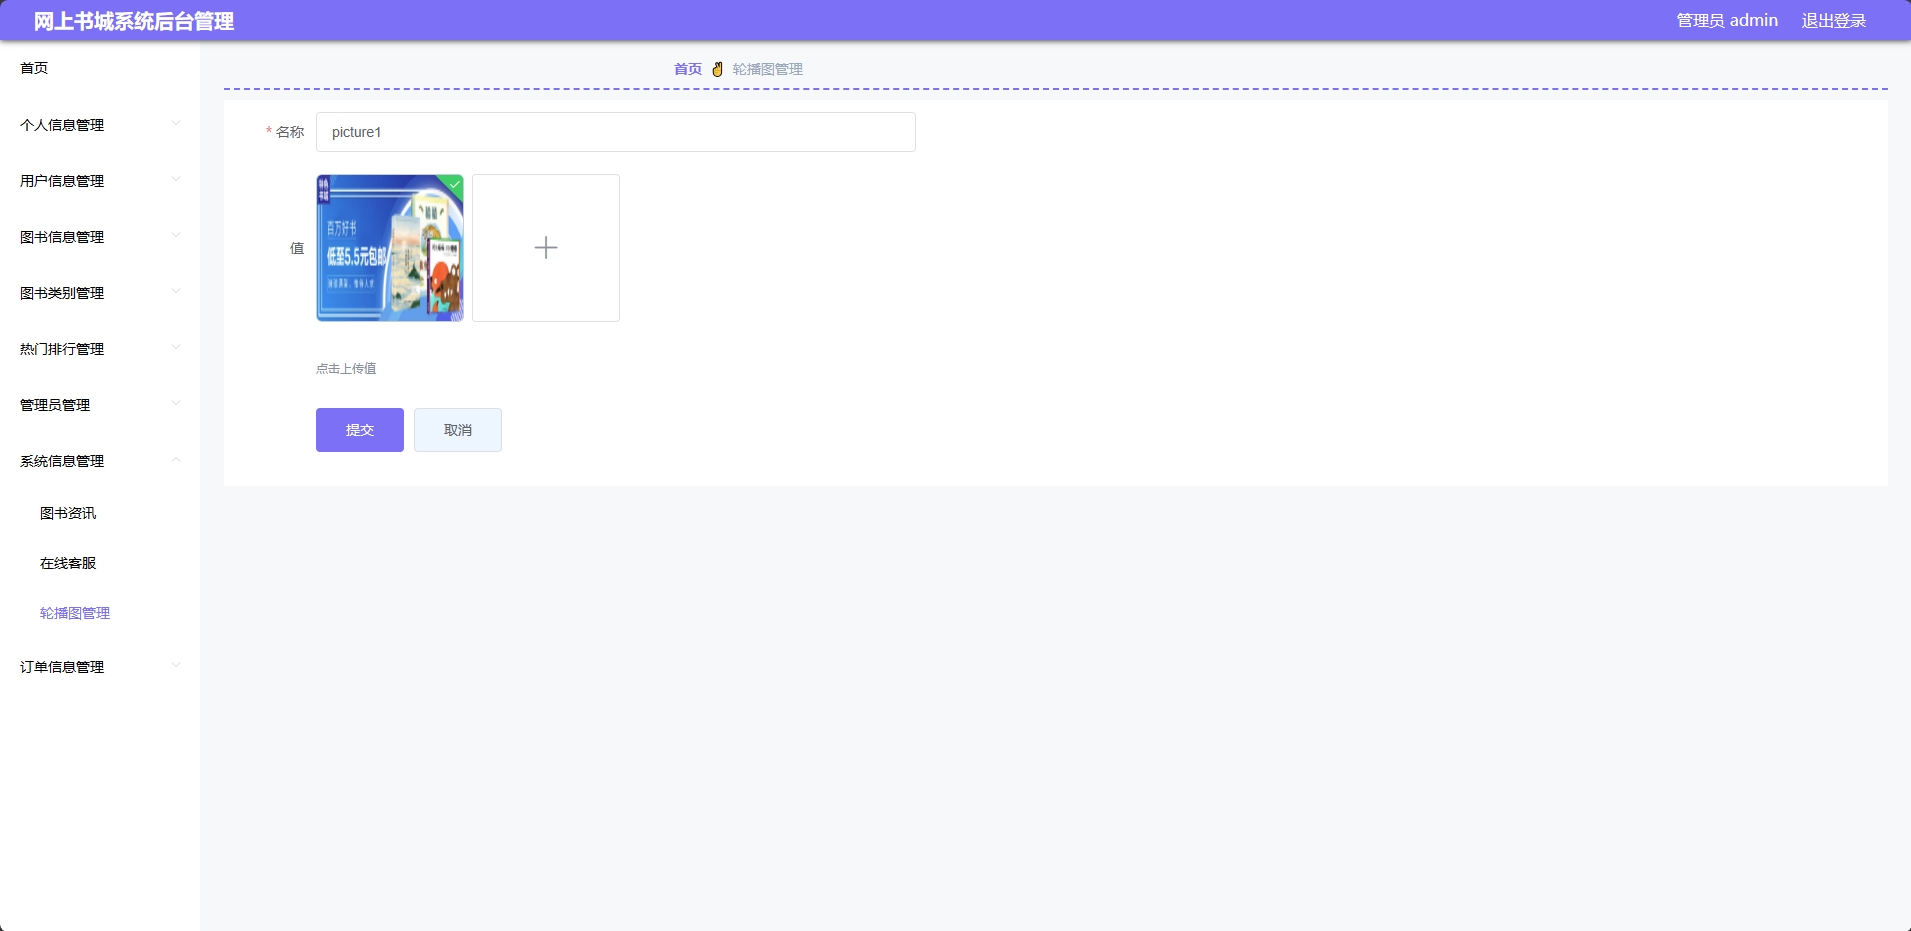 网上书城系统后台管理
管理员 admin 退出登录
首页
个人信息管理
用户信息管理
图书信息管理
图书类别管理
热门排行管理
管理员管理
系统信息管理
图书资讯
在线客服
轮播图管理
订单信息管理
首页 ✌ 轮播图管理
* 名称 picture1
值
百万好书
低至5.5元包邮
点击上传值
提交 取消